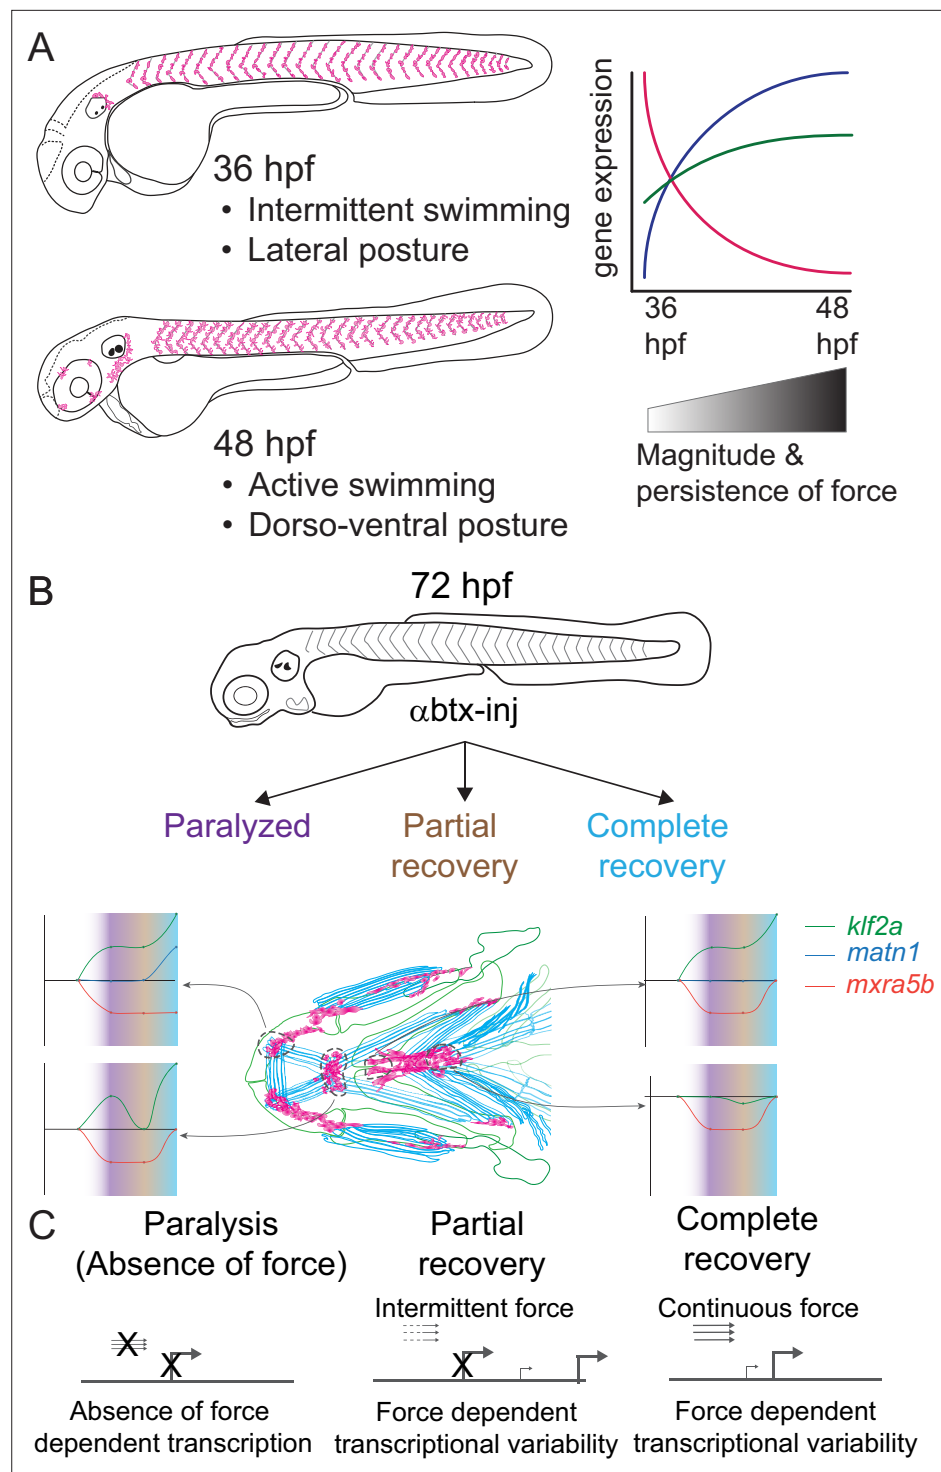 A
36 hpf
• Intermittent swimming
• Lateral posture
48 hpf
• Active swimming
• Dorso-ventral posture
gene expression
36
hpf
48
hpf
Magnitude &
persistence of force
B
72 hpf
αbtx-inj
Paralyzed
Partial
recovery
Complete
recovery
klf2a
matn1
mxra5b
C
Paralysis
(Absence of force)
X
X
Absence of force
dependent transcription
Partial
recovery
Intermittent force
X
Force dependent
transcriptional variability
Complete
recovery
Continuous force
Force dependent
transcriptional variability